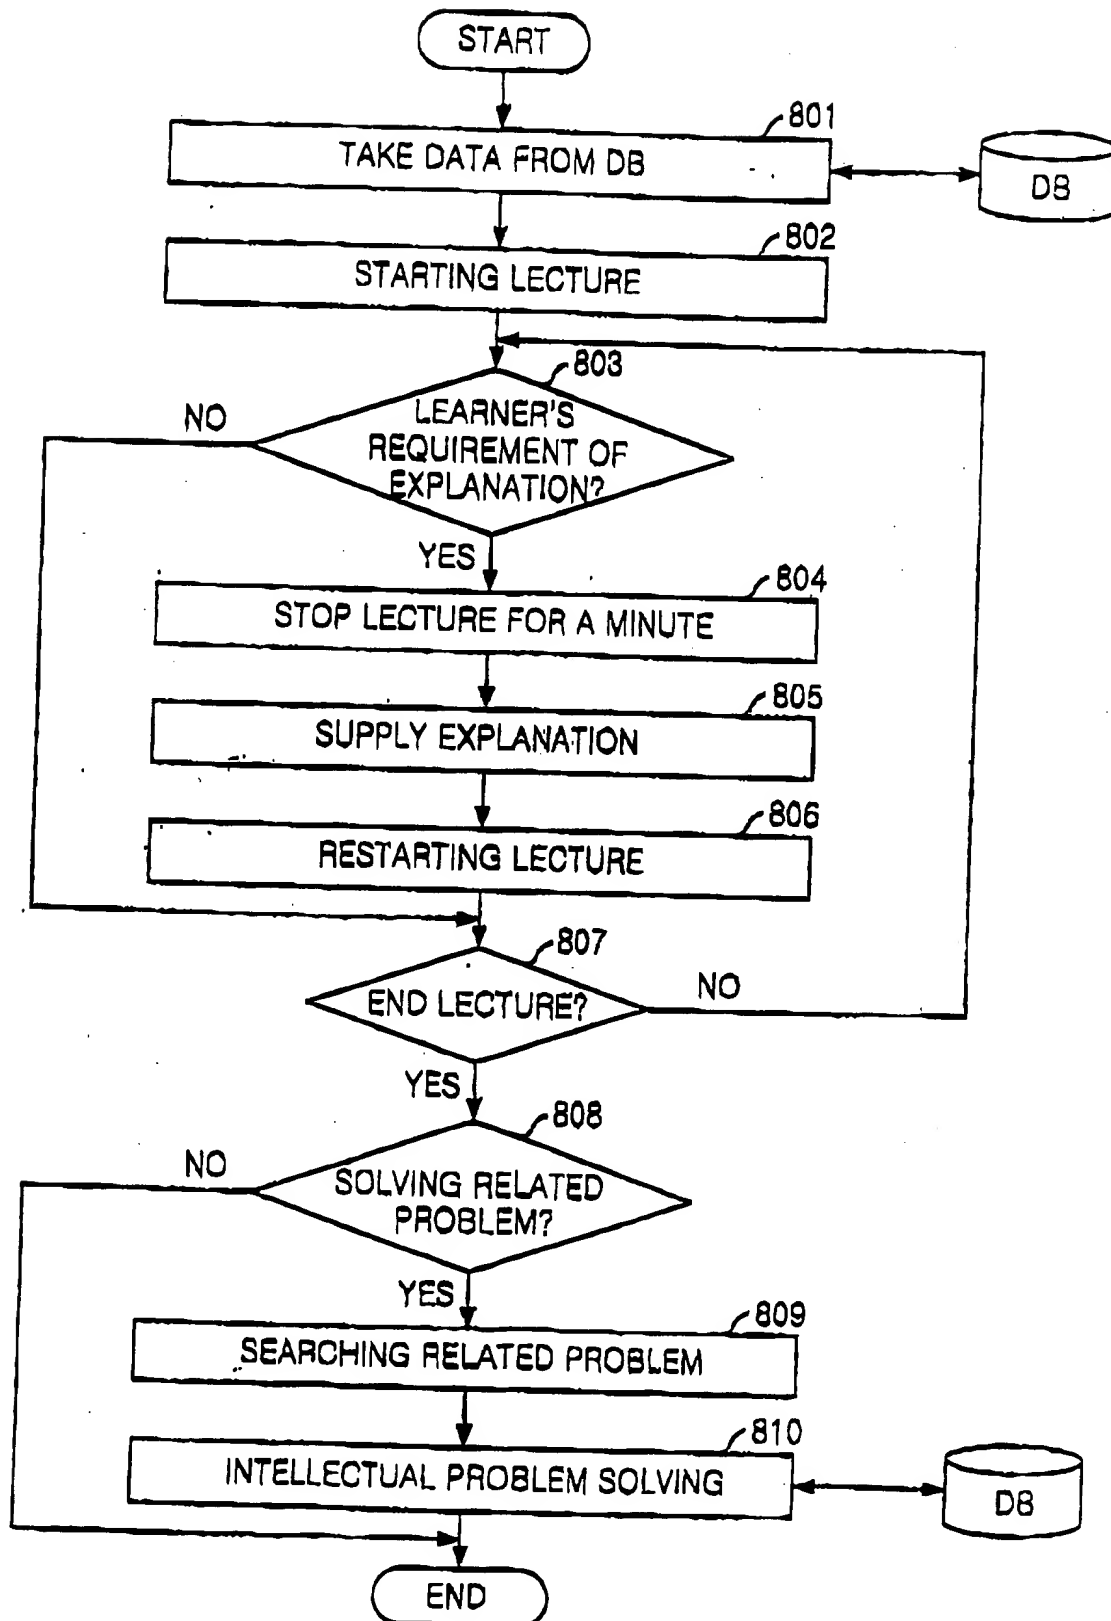 START
801
TAKE DATA FROM DB
DB
802
STARTING LECTURE
803
NO
LEARNER'S
REQUIREMENT OF
EXPLANATION?
YES
804
STOP LECTURE FOR A MINUTE
805
SUPPLY EXPLANATION
806
RESTARTING LECTURE
807
END LECTURE?
NO
YES
808
NO
SOLVING RELATED
PROBLEM?
YES
809
SEARCHING RELATED PROBLEM
810
INTELLECTUAL PROBLEM SOLVING
DB
END